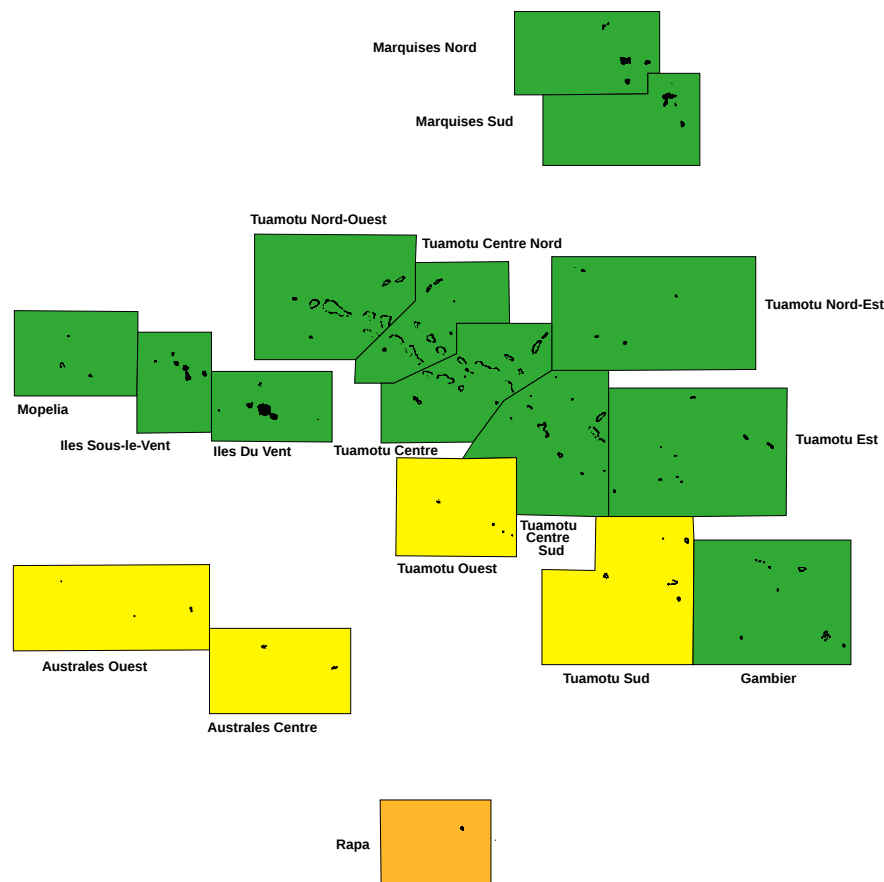 Marquises Nord
Marquises Sud
Tuamotu Nord-Ouest
Tuamotu Centre Nord
Tuamotu Nord-Est
Mopelia
Iles Sous-le-Vent
Iles Du Vent
Tuamotu Centre
Tuamotu Est
Tuamotu
Centre
Sud
Tuamotu Ouest
Australes Ouest
Tuamotu Sud
Gambier
Australes Centre
Rapa